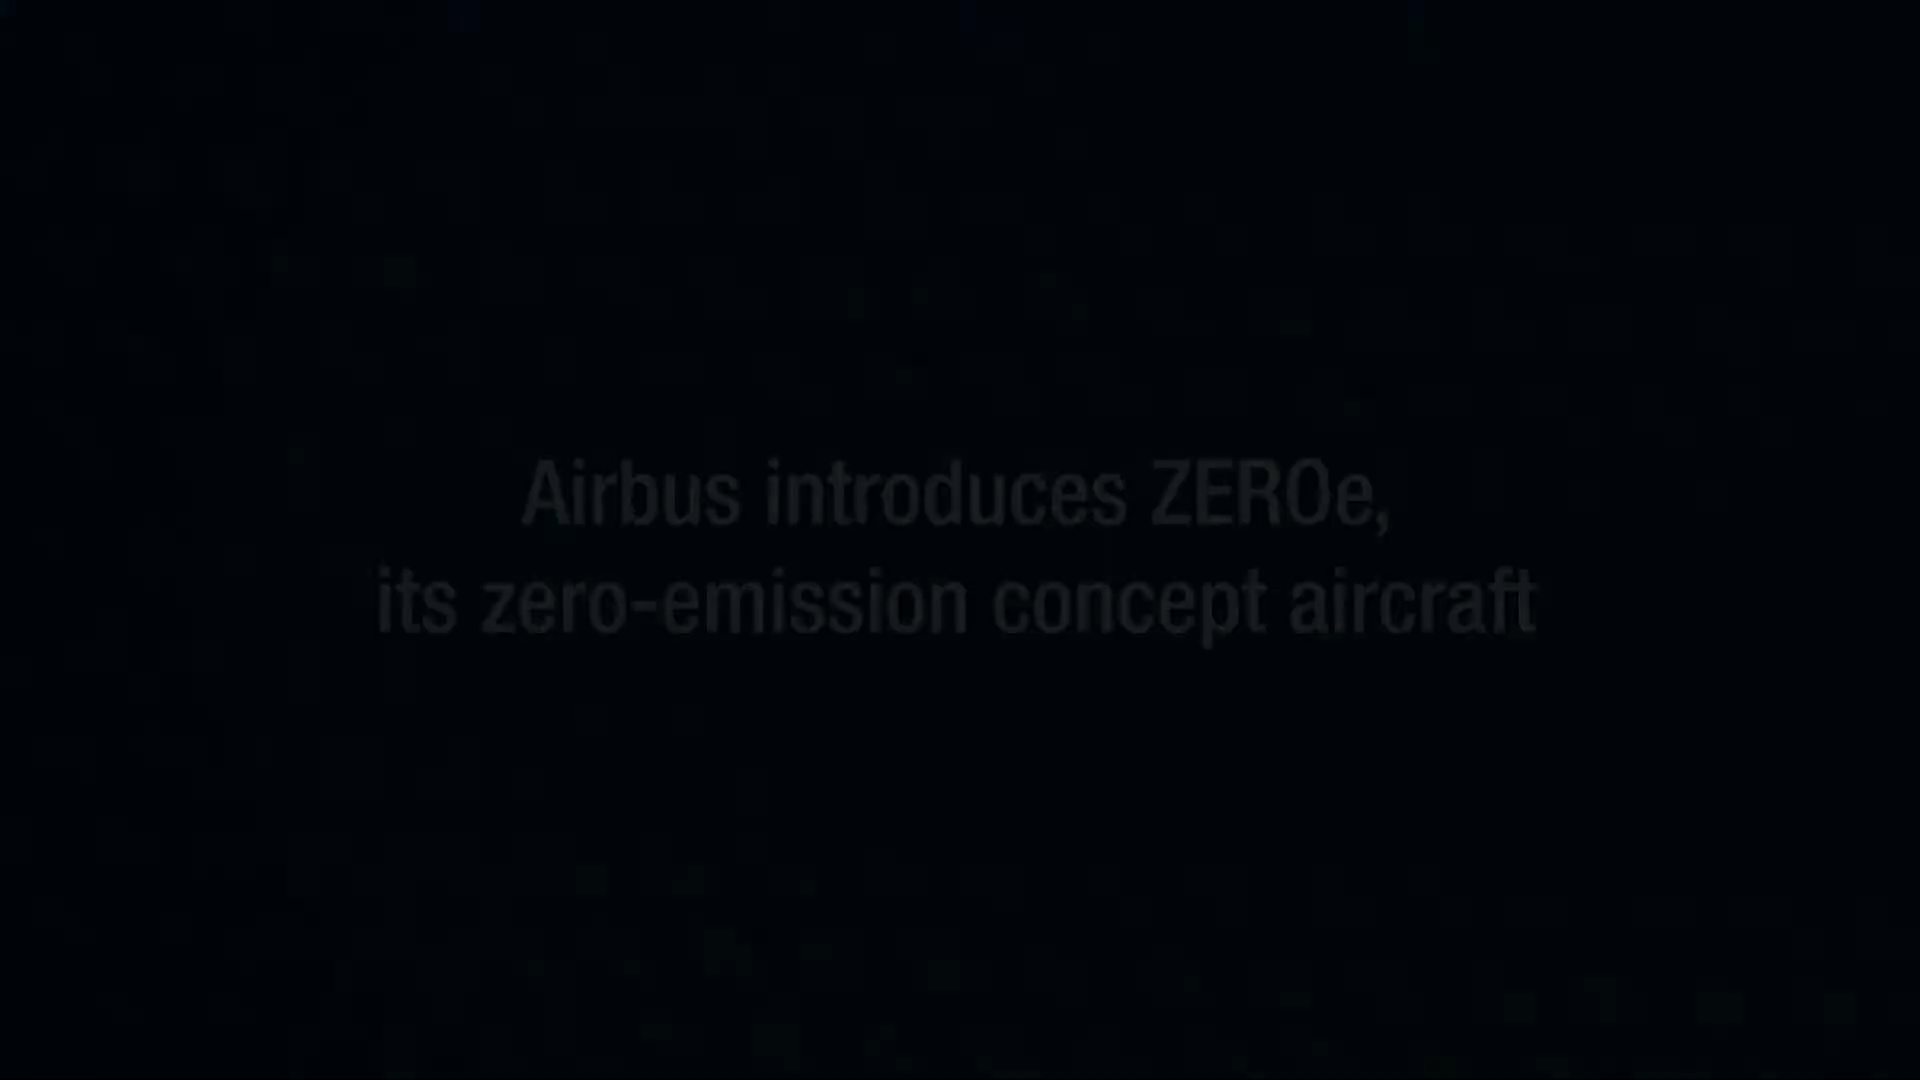 Airbus introduces ZEROe,
its zero-emission concept aircraft